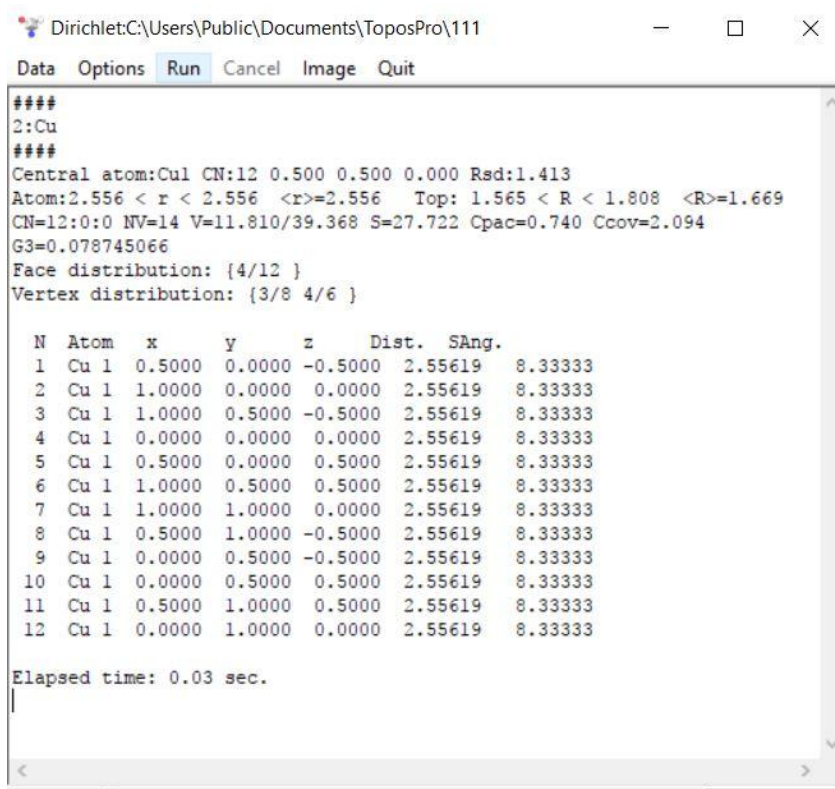 Dirichlet:C:\Users\Public\Documents\ToposPro\111
Data Options Run Cancel Image Quit
####
2:Cu
####
Central atom:Cu1 CN:12 0.500 0.500 0.000 Rsd:1.413
Atom:2.556 < r < 2.556 <r>=2.556 Top: 1.565 < R < 1.808 <R>=1.669
CN=12:0:0 NV=14 V=11.810/39.368 S=27.722 Cpac=0.740 Ccov=2.094
G3=0.078745066
Face distribution: {4/12 }
Vertex distribution: {3/8 4/6 }
N Atom x y z Dist. SAng.
1 Cu 1 0.5000 0.0000 -0.5000 2.55619 8.33333
2 Cu 1 1.0000 0.0000 0.0000 2.55619 8.33333
3 Cu 1 1.0000 0.5000 -0.5000 2.55619 8.33333
4 Cu 1 0.0000 0.0000 0.0000 2.55619 8.33333
5 Cu 1 0.5000 0.0000 0.5000 2.55619 8.33333
6 Cu 1 1.0000 0.5000 0.5000 2.55619 8.33333
7 Cu 1 1.0000 1.0000 0.0000 2.55619 8.33333
8 Cu 1 0.5000 1.0000 -0.5000 2.55619 8.33333
9 Cu 1 0.0000 0.5000 -0.5000 2.55619 8.33333
10 Cu 1 0.0000 0.5000 0.5000 2.55619 8.33333
11 Cu 1 0.5000 1.0000 0.5000 2.55619 8.33333
12 Cu 1 0.0000 1.0000 0.0000 2.55619 8.33333
Elapsed time: 0.03 sec.